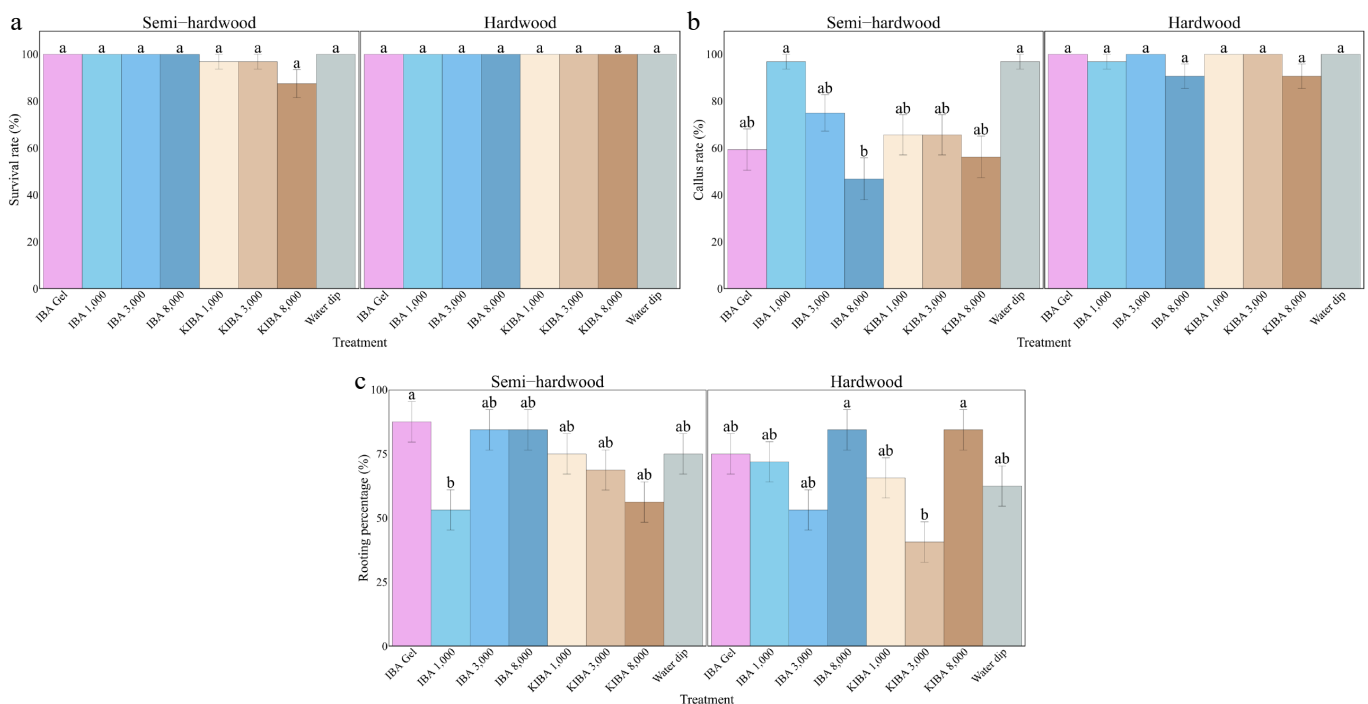 a
Semi−hardwood
Hardwood
a a a a a a a a
a a a a a a a a
Survival rate (%)
100
80
60
40
20
0
IBA Gel
IBA 1,000
IBA 3,000
IBA 8,000
KIBA 1,000
KIBA 3,000
KIBA 8,000
Water dip
IBA Gel
IBA 1,000
IBA 3,000
IBA 8,000
KIBA 1,000
KIBA 3,000
KIBA 8,000
Water dip
Treatment
b
Semi−hardwood
Hardwood
ab a ab b ab ab ab a
a a a a a a a a
Callus rate (%)
100
80
60
40
20
0
IBA Gel
IBA 1,000
IBA 3,000
IBA 8,000
KIBA 1,000
KIBA 3,000
KIBA 8,000
Water dip
IBA Gel
IBA 1,000
IBA 3,000
IBA 8,000
KIBA 1,000
KIBA 3,000
KIBA 8,000
Water dip
Treatment
c
Semi−hardwood
Hardwood
a b ab ab ab ab ab ab
ab ab ab a ab b a ab
Rooting percentage (%)
100
75
50
25
0
IBA Gel
IBA 1,000
IBA 3,000
IBA 8,000
KIBA 1,000
KIBA 3,000
KIBA 8,000
Water dip
IBA Gel
IBA 1,000
IBA 3,000
IBA 8,000
KIBA 1,000
KIBA 3,000
KIBA 8,000
Water dip
Treatment